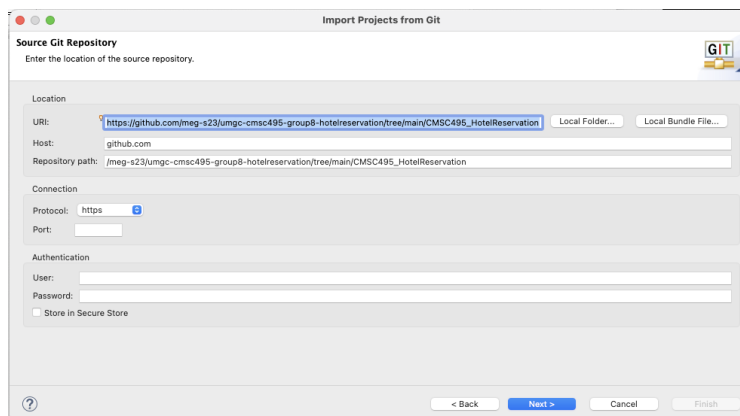 Import Projects from Git
Source Git Repository
Enter the location of the source repository.
GIT
Location
URI: https://github.com/meg-s23/umgc-cmsc495-group8-hotelreservation/tree/main/CMSC495_HotelReservation Local Folder... Local Bundle File...
Host: github.com
Repository path: /meg-s23/umgc-cmsc495-group8-hotelreservation/tree/main/CMSC495_HotelReservation
Connection
Protocol: https
Port:
Authentication
User:
Password:
Store in Secure Store
? < Back Next > Cancel Finish